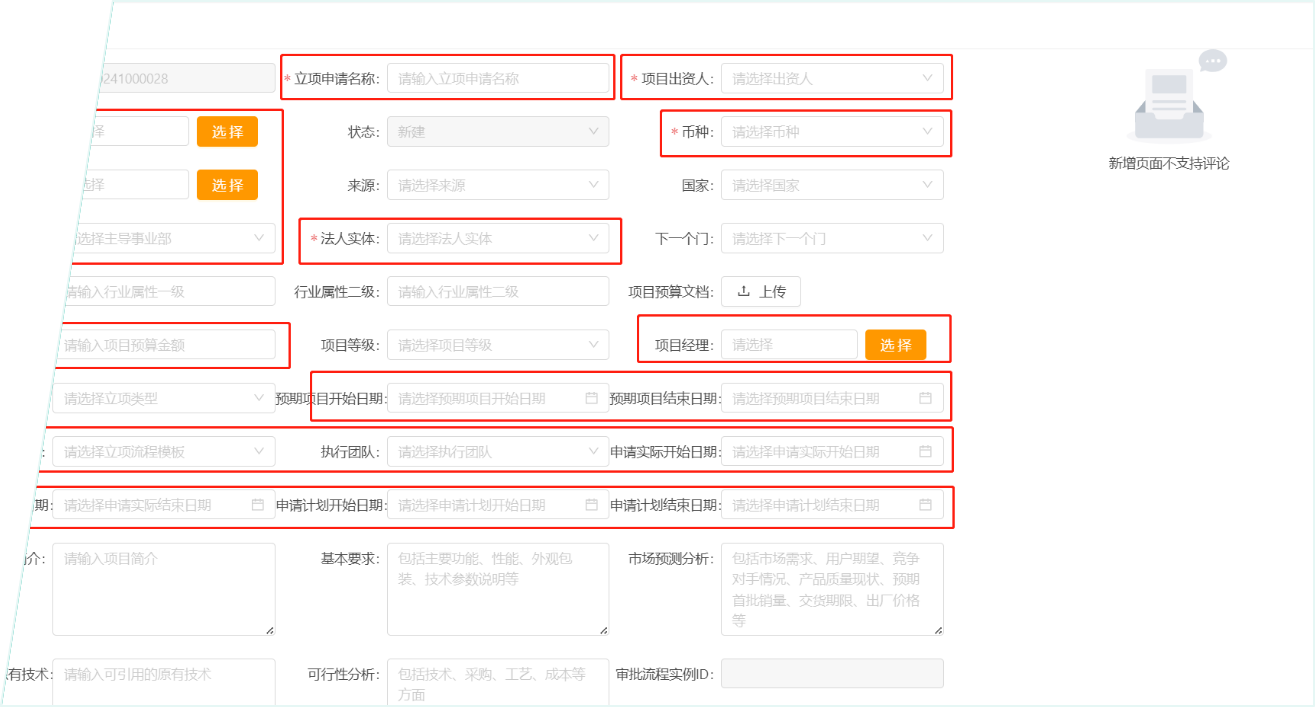 241000028 *立项申请名称: 请输入立项申请名称 *项目出资人: 请选择出资人
择 选 择 状态: 新建 *币种: 请选择币种
选择 选 择 来源: 请选择来源 国家: 请选择国家
选择主导事业部 *法人实体: 请选择法人实体 下一个门: 请选择下一个门
请输入行业属性一级 行业属性二级: 请输入行业属性二级 项目预算文档: 上传
请输入项目预算金额 项目等级: 请选择项目等级 项目经理: 请选择 选 择
请选择立项类型 预期项目开始日期: 请选择预期项目开始日期 预期项目结束日期: 请选择预期项目结束日期
: 请选择立项流程模板 执行团队: 请选择执行团队 申请实际开始日期: 请选择申请实际开始日期
期: 请选择申请实际结束日期 申请计划开始日期: 请选择申请计划开始日期 申请计划结束日期: 请选择申请计划结束日期
介: 请输入项目简介 基本要求: 包括主要功能、性能、外观包
装、技术参数说明等
市场预测分析: 包括市场需求、用户期望、竞争
对手情况、产品质量现状、预期
首批销量、交货期限、出厂价格
等
有技术: 请输入可引用的原有技术 可行性分析: 包括技术、采购、工艺、成本等
方面
审批流程实例ID:
新增页面不支持评论